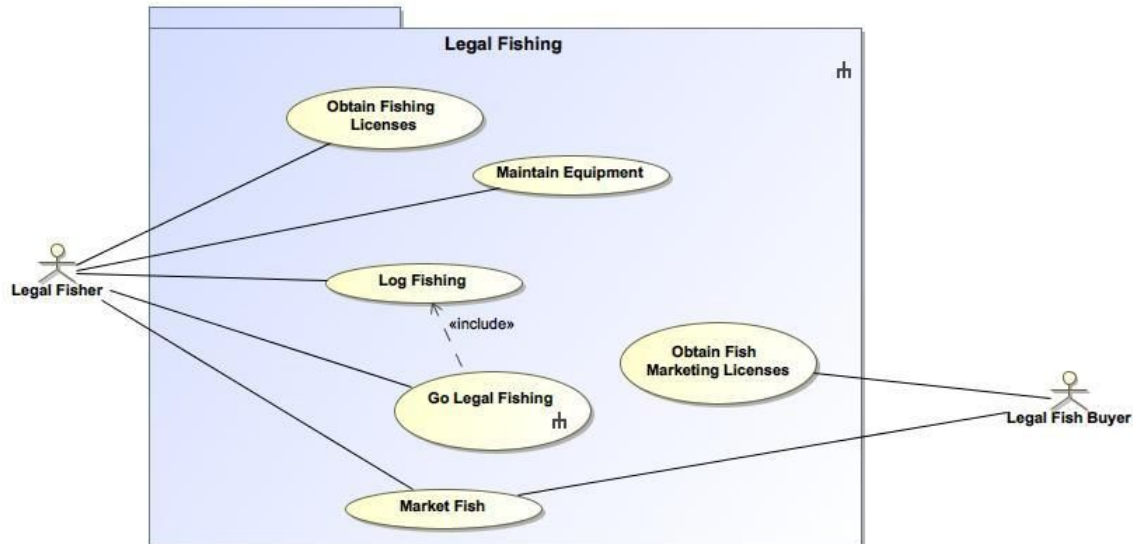 Legal Fishing
Obtain Fishing
Licenses
Maintain Equipment
Log Fishing
Legal Fisher
«include»
Obtain Fish
Marketing Licenses
Go Legal Fishing
Legal Fish Buyer
Market Fish